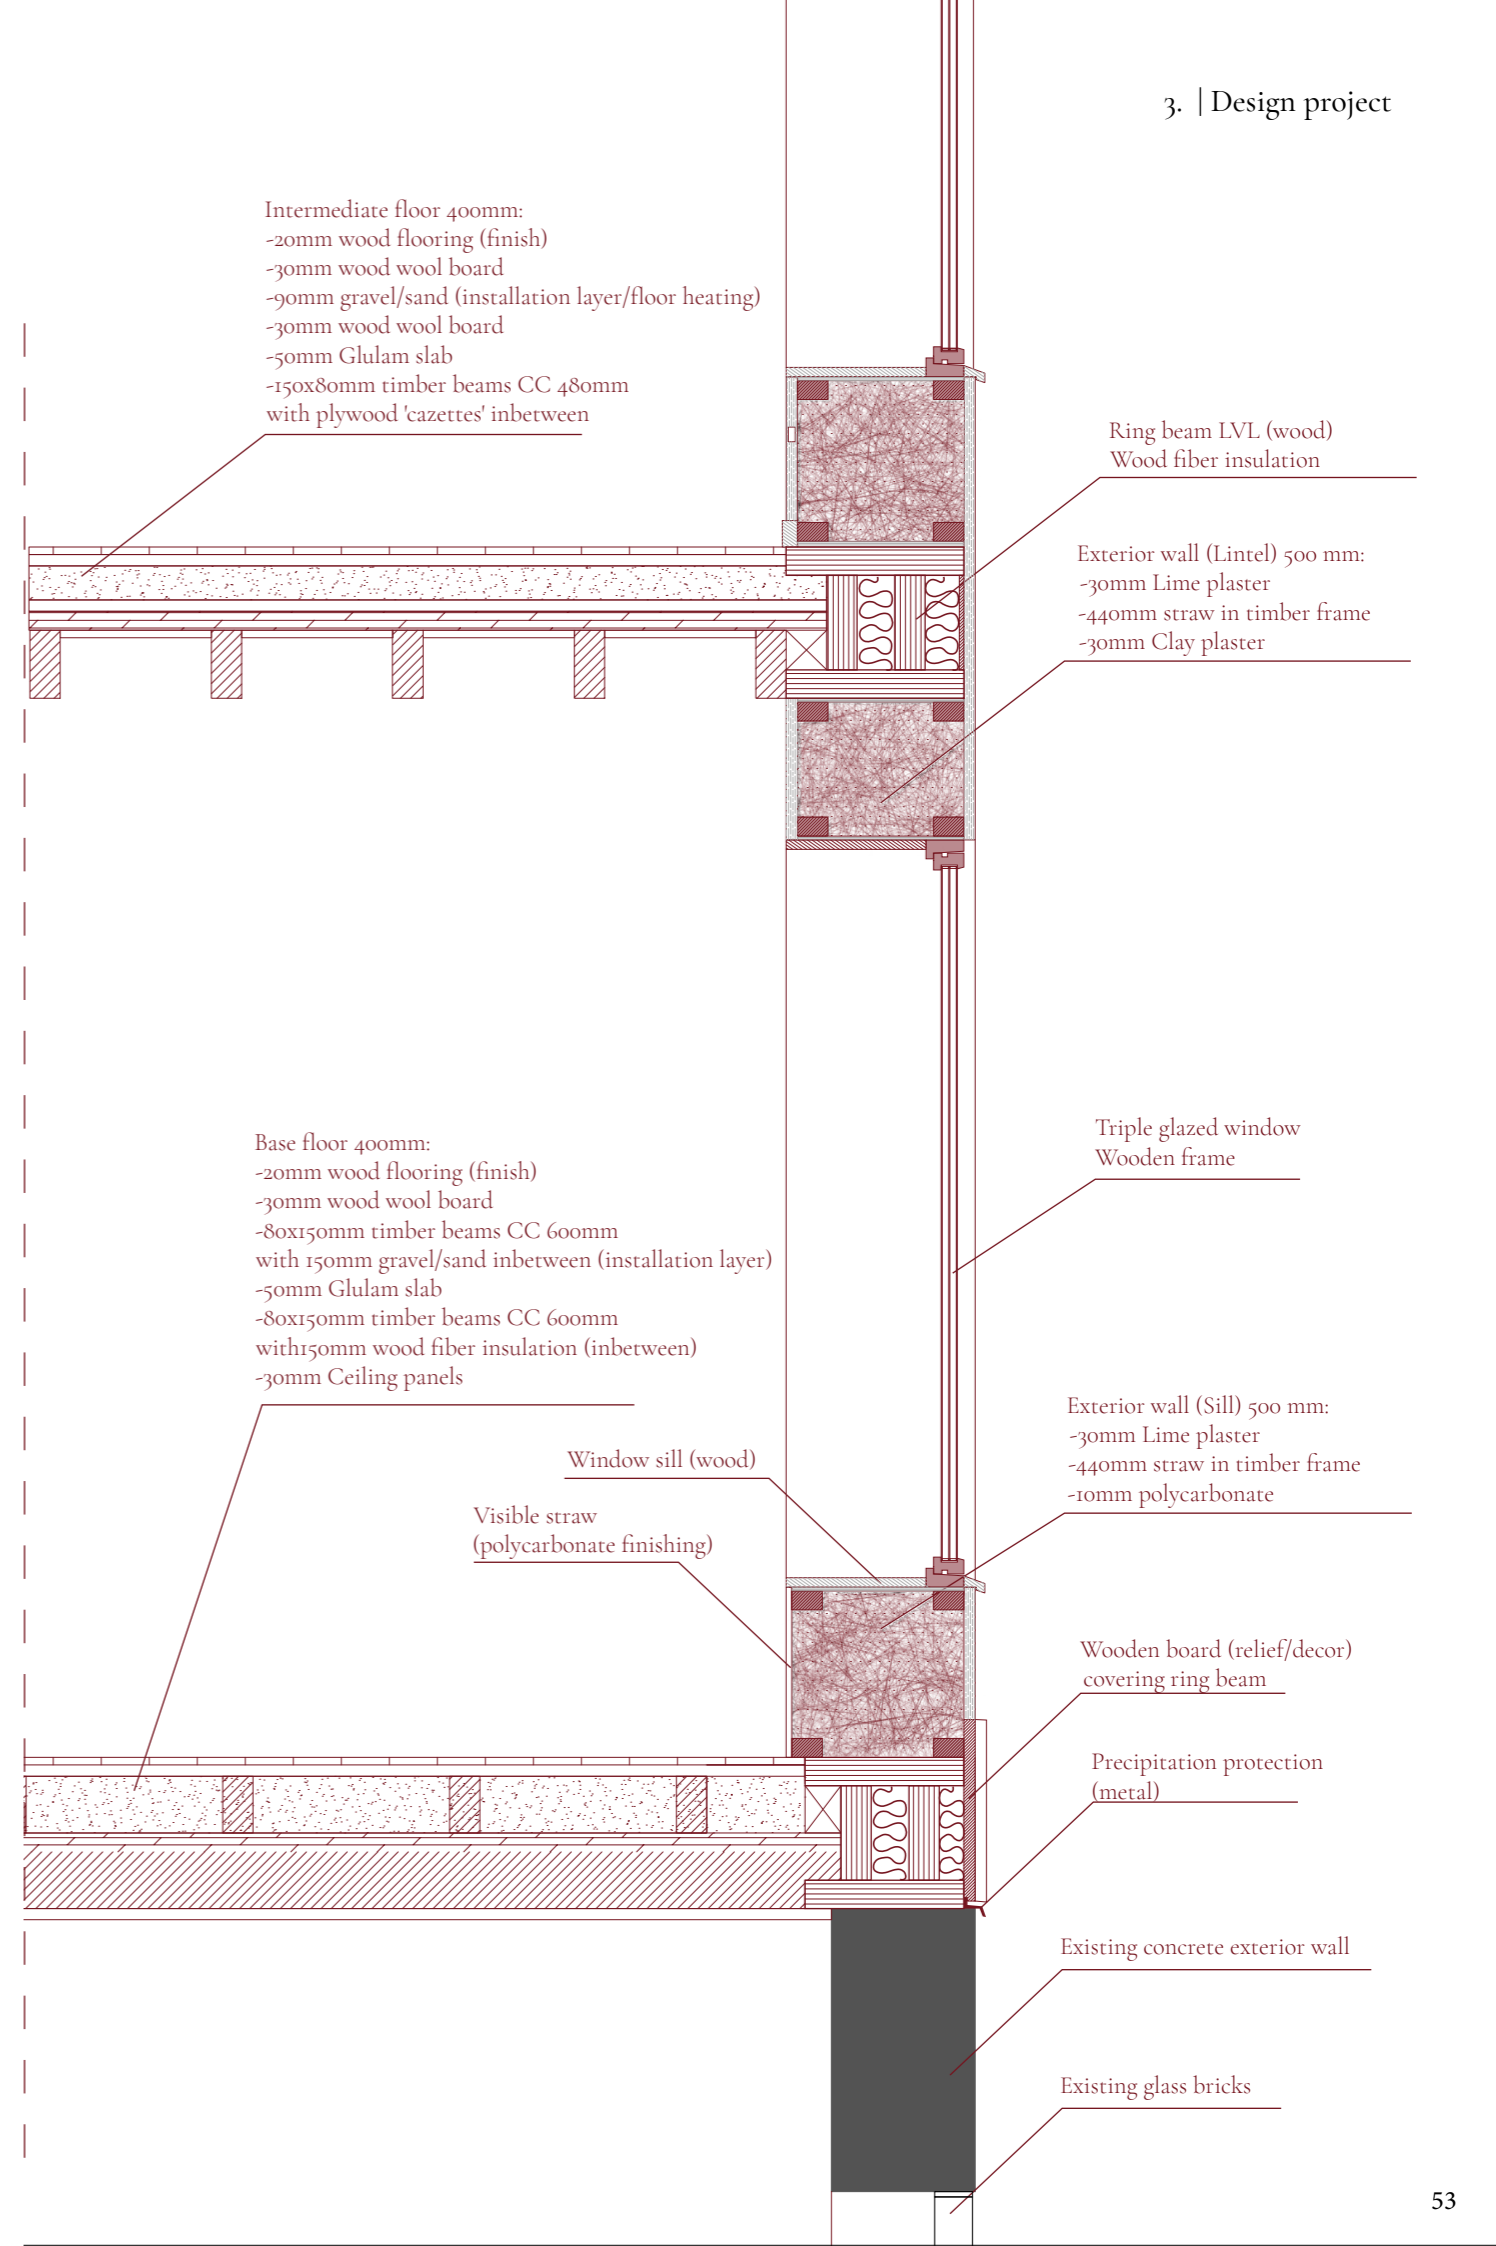 3. | Design project
Intermediate floor 400mm:
-20mm wood flooring (finish)
-30mm wood wool board
-90mm gravel/sand (installation layer/floor heating)
-30mm wood wool board
-50mm Glulam slab
-150x80mm timber beams CC 480mm
with plywood 'cazettes' inbetween
Ring beam LVL (wood)
Wood fiber insulation
Exterior wall (Lintel) 500 mm:
-30mm Lime plaster
-440mm straw in timber frame
-30mm Clay plaster
Triple glazed window
Wooden frame
Base floor 400mm:
-20mm wood flooring (finish)
-30mm wood wool board
-80x150mm timber beams CC 600mm
with 150mm gravel/sand inbetween (installation layer)
-50mm Glulam slab
-80x150mm timber beams CC 600mm
with150mm wood fiber insulation (inbetween)
-30mm Ceiling panels
Exterior wall (Sill) 500 mm:
-30mm Lime plaster
-440mm straw in timber frame
-10mm polycarbonate
Window sill (wood)
Visible straw
(polycarbonate finishing)
Wooden board (relief/decor)
covering ring beam
Precipitation protection
(metal)
Existing concrete exterior wall
Existing glass bricks
53